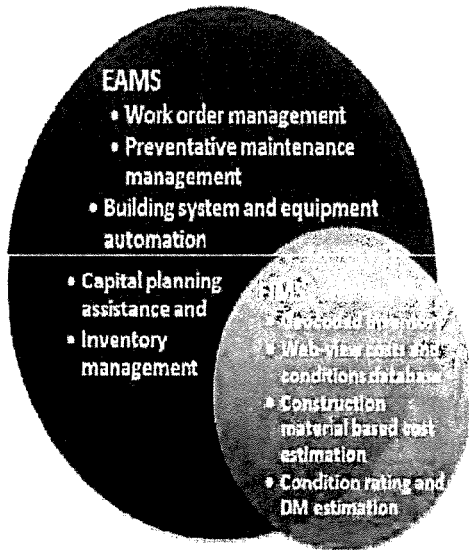 EAMS
• Work order management
• Preventative maintenance
management
• Building system and equipment
automation
• Capital planning
assistance and
• Inventory
management
• Web-view costs and
conditions database
• Construction
material based cost
estimation
• Condition rating and
DM estimation